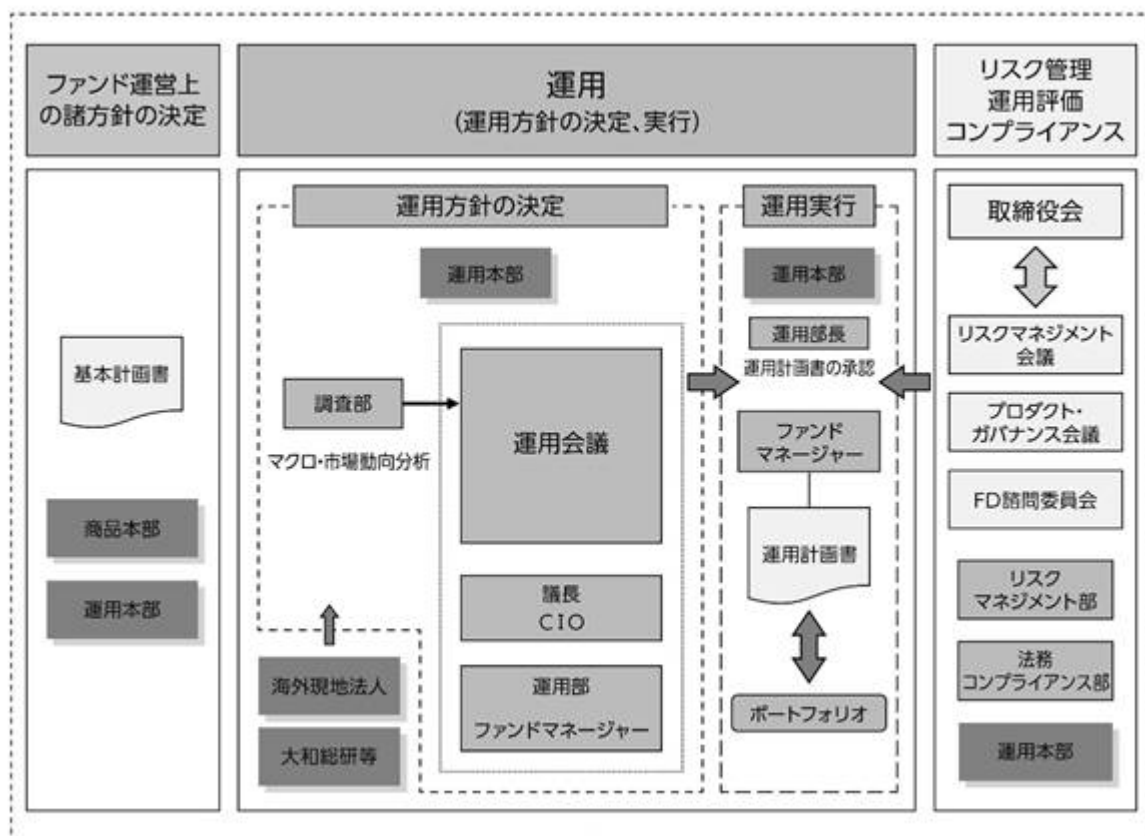 ファンド運営上
の諸方針の決定
基本計画書
商品本部
運用本部
運用
(運用方針の決定、実行)
運用方針の決定
運用本部
調査部
マクロ・市場動向分析
運用会議
議長
CIO
運用部
ファンドマネージャー
海外現地法人
大和総研等
運用実行
運用本部
運用部長
運用計画書の承認
ファンド
マネージャー
運用計画書
ポートフォリオ
リスク管理
運用評価
コンプライアンス
取締役会
リスクマネジメント
会議
プロダクト・
ガバナンス会議
FD諮問委員会
リスク
マネジメント部
法務
コンプライアンス部
運用本部